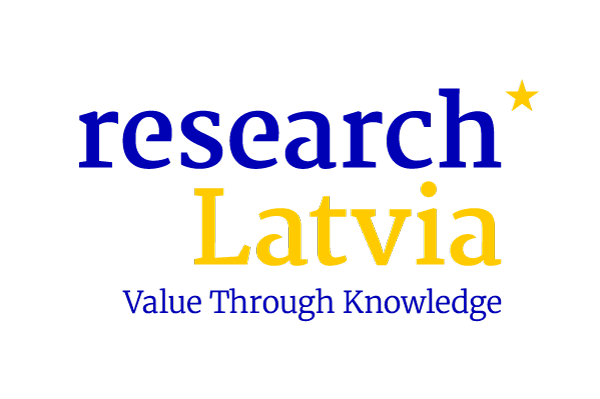 research
Latvia
Value Through Knowledge